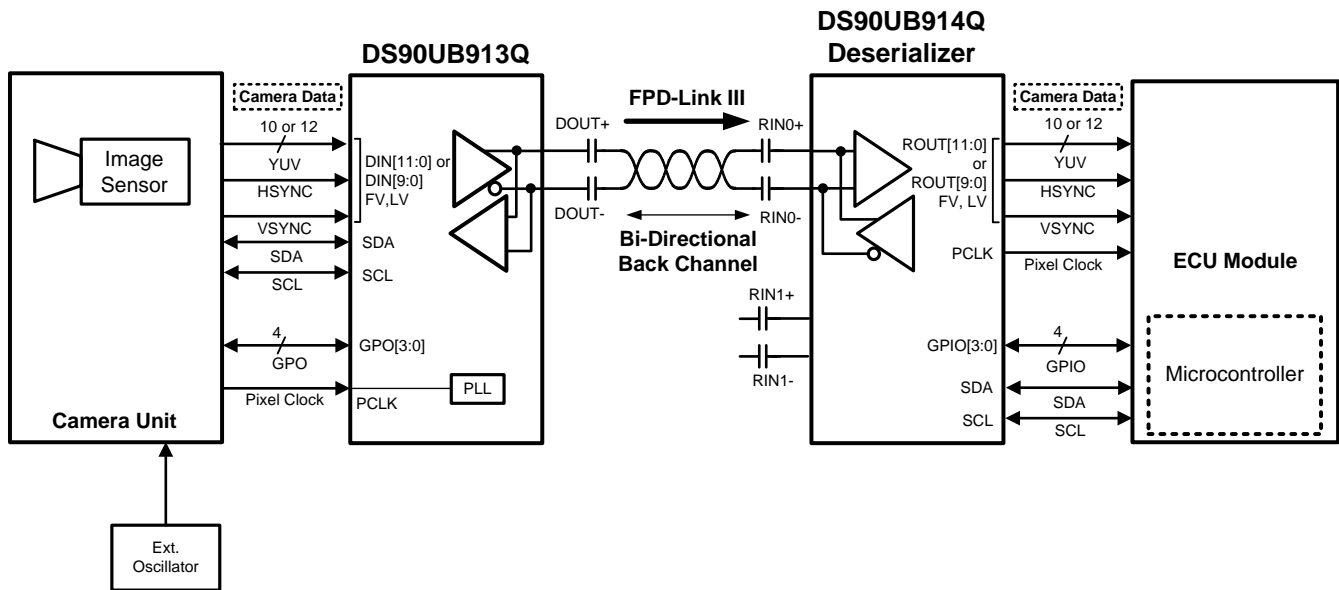 DS90UB913Q
DS90UB914Q
Deserializer
Camera Data
10 or 12
YUV
HSYNC
VSYNC
SDA
SCL
4
GPO
Pixel Clock
Image
Sensor
Camera Unit
Ext.
Oscillator
DIN[11:0] or
DIN[9:0]
FV,LV
SDA
SCL
GPO[3:0]
PCLK
PLL
FPD-Link III
DOUT+
DOUT-
RIN0+
RIN0-
Bi-Directional
Back Channel
RIN1+
RIN1-
ROUT[11:0]
or
ROUT[9:0]
FV, LV
PCLK
GPIO[3:0]
SDA
SCL
Camera Data
10 or 12
YUV
HSYNC
VSYNC
Pixel Clock
4
GPIO
SDA
SCL
ECU Module
Microcontroller